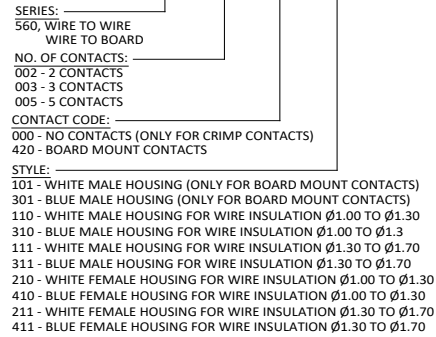 SERIES:
560, WIRE TO WIRE
WIRE TO BOARD
NO. OF CONTACTS:
002 - 2 CONTACTS
003 - 3 CONTACTS
005 - 5 CONTACTS
CONTACT CODE:
000 - NO CONTACTS (ONLY FOR CRIMP CONTACTS)
420 - BOARD MOUNT CONTACTS
STYLE:
101 - WHITE MALE HOUSING (ONLY FOR BOARD MOUNT CONTACTS)
301 - BLUE MALE HOUSING (ONLY FOR BOARD MOUNT CONTACTS)
110 - WHITE MALE HOUSING FOR WIRE INSULATION Ø1.00 TO Ø1.30
310 - BLUE MALE HOUSING FOR WIRE INSULATION Ø1.00 TO Ø1.3
111 - WHITE MALE HOUSING FOR WIRE INSULATION Ø1.30 TO Ø1.70
311 - BLUE MALE HOUSING FOR WIRE INSULATION Ø1.30 TO Ø1.70
210 - WHITE FEMALE HOUSING FOR WIRE INSULATION Ø1.00 TO Ø1.30
410 - BLUE FEMALE HOUSING FOR WIRE INSULATION Ø1.00 TO Ø1.30
211 - WHITE FEMALE HOUSING FOR WIRE INSULATION Ø1.30 TO Ø1.70
411 - BLUE FEMALE HOUSING FOR WIRE INSULATION Ø1.30 TO Ø1.70